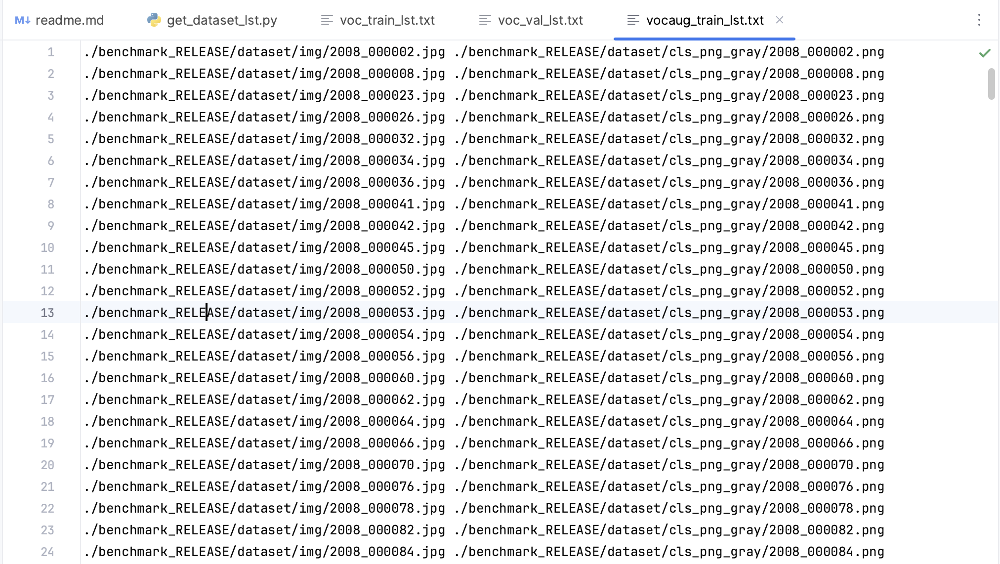 M↓ readme.md get_dataset_lst.py voc_train_lst.txt voc_val_lst.txt vocaug_train_lst.txt
1 ./benchmark_RELEASE/dataset/img/2008_000002.jpg ./benchmark_RELEASE/dataset/cls_png_gray/2008_000002.png
2 ./benchmark_RELEASE/dataset/img/2008_000008.jpg ./benchmark_RELEASE/dataset/cls_png_gray/2008_000008.png
3 ./benchmark_RELEASE/dataset/img/2008_000023.jpg ./benchmark_RELEASE/dataset/cls_png_gray/2008_000023.png
4 ./benchmark_RELEASE/dataset/img/2008_000026.jpg ./benchmark_RELEASE/dataset/cls_png_gray/2008_000026.png
5 ./benchmark_RELEASE/dataset/img/2008_000032.jpg ./benchmark_RELEASE/dataset/cls_png_gray/2008_000032.png
6 ./benchmark_RELEASE/dataset/img/2008_000034.jpg ./benchmark_RELEASE/dataset/cls_png_gray/2008_000034.png
7 ./benchmark_RELEASE/dataset/img/2008_000036.jpg ./benchmark_RELEASE/dataset/cls_png_gray/2008_000036.png
8 ./benchmark_RELEASE/dataset/img/2008_000041.jpg ./benchmark_RELEASE/dataset/cls_png_gray/2008_000041.png
9 ./benchmark_RELEASE/dataset/img/2008_000042.jpg ./benchmark_RELEASE/dataset/cls_png_gray/2008_000042.png
10 ./benchmark_RELEASE/dataset/img/2008_000045.jpg ./benchmark_RELEASE/dataset/cls_png_gray/2008_000045.png
11 ./benchmark_RELEASE/dataset/img/2008_000050.jpg ./benchmark_RELEASE/dataset/cls_png_gray/2008_000050.png
12 ./benchmark_RELEASE/dataset/img/2008_000052.jpg ./benchmark_RELEASE/dataset/cls_png_gray/2008_000052.png
13 ./benchmark_RELEASE/dataset/img/2008_000053.jpg ./benchmark_RELEASE/dataset/cls_png_gray/2008_000053.png
14 ./benchmark_RELEASE/dataset/img/2008_000054.jpg ./benchmark_RELEASE/dataset/cls_png_gray/2008_000054.png
15 ./benchmark_RELEASE/dataset/img/2008_000056.jpg ./benchmark_RELEASE/dataset/cls_png_gray/2008_000056.png
16 ./benchmark_RELEASE/dataset/img/2008_000060.jpg ./benchmark_RELEASE/dataset/cls_png_gray/2008_000060.png
17 ./benchmark_RELEASE/dataset/img/2008_000062.jpg ./benchmark_RELEASE/dataset/cls_png_gray/2008_000062.png
18 ./benchmark_RELEASE/dataset/img/2008_000064.jpg ./benchmark_RELEASE/dataset/cls_png_gray/2008_000064.png
19 ./benchmark_RELEASE/dataset/img/2008_000066.jpg ./benchmark_RELEASE/dataset/cls_png_gray/2008_000066.png
20 ./benchmark_RELEASE/dataset/img/2008_000070.jpg ./benchmark_RELEASE/dataset/cls_png_gray/2008_000070.png
21 ./benchmark_RELEASE/dataset/img/2008_000076.jpg ./benchmark_RELEASE/dataset/cls_png_gray/2008_000076.png
22 ./benchmark_RELEASE/dataset/img/2008_000078.jpg ./benchmark_RELEASE/dataset/cls_png_gray/2008_000078.png
23 ./benchmark_RELEASE/dataset/img/2008_000082.jpg ./benchmark_RELEASE/dataset/cls_png_gray/2008_000082.png
24 ./benchmark_RELEASE/dataset/img/2008_000084.jpg ./benchmark_RELEASE/dataset/cls_png_gray/2008_000084.png